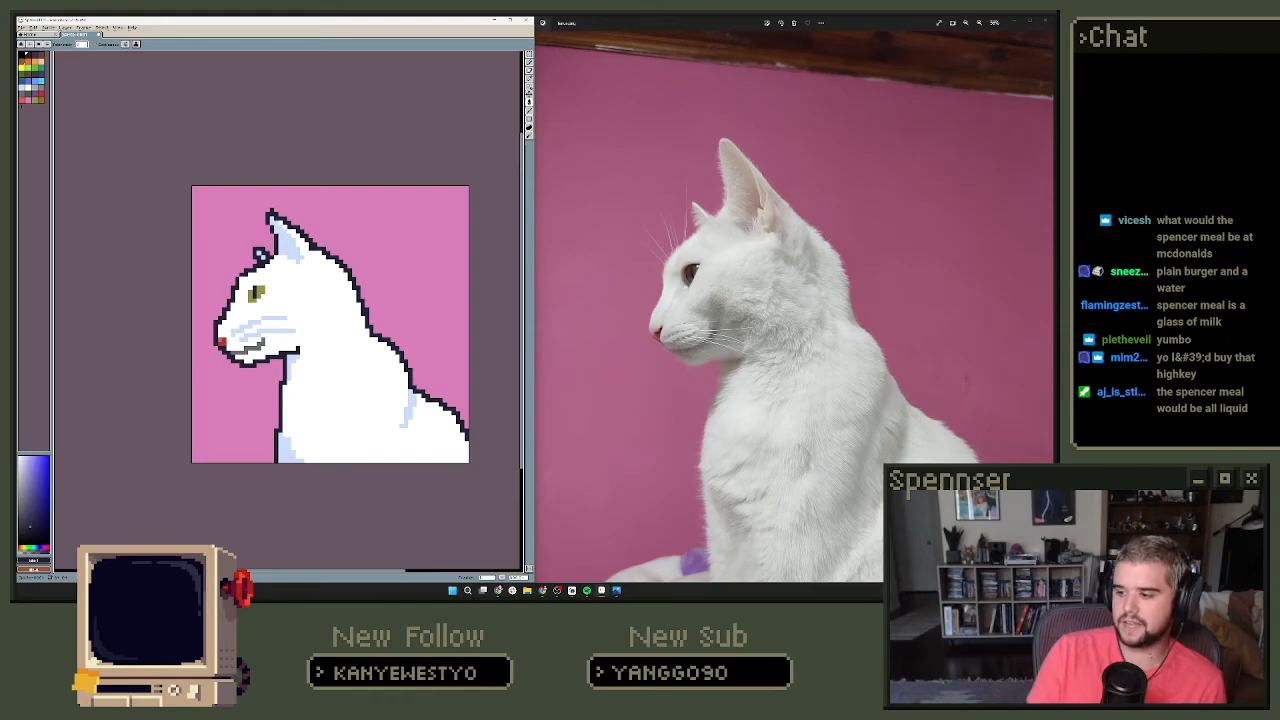 >Chat
vicesh what would the
spencer meal be at
mcdonaids
sneez... plain burger and a
water
flamingzest... spencer meal is a
glass of milk
pietheveil yumbo
mim2... yo I&#39;d buy that
highkey
aj_is_sti... the spencer meal
would be all liquid
Spennser
New Follow
> KANYEWESTYO
New Sub
> YANGGO90